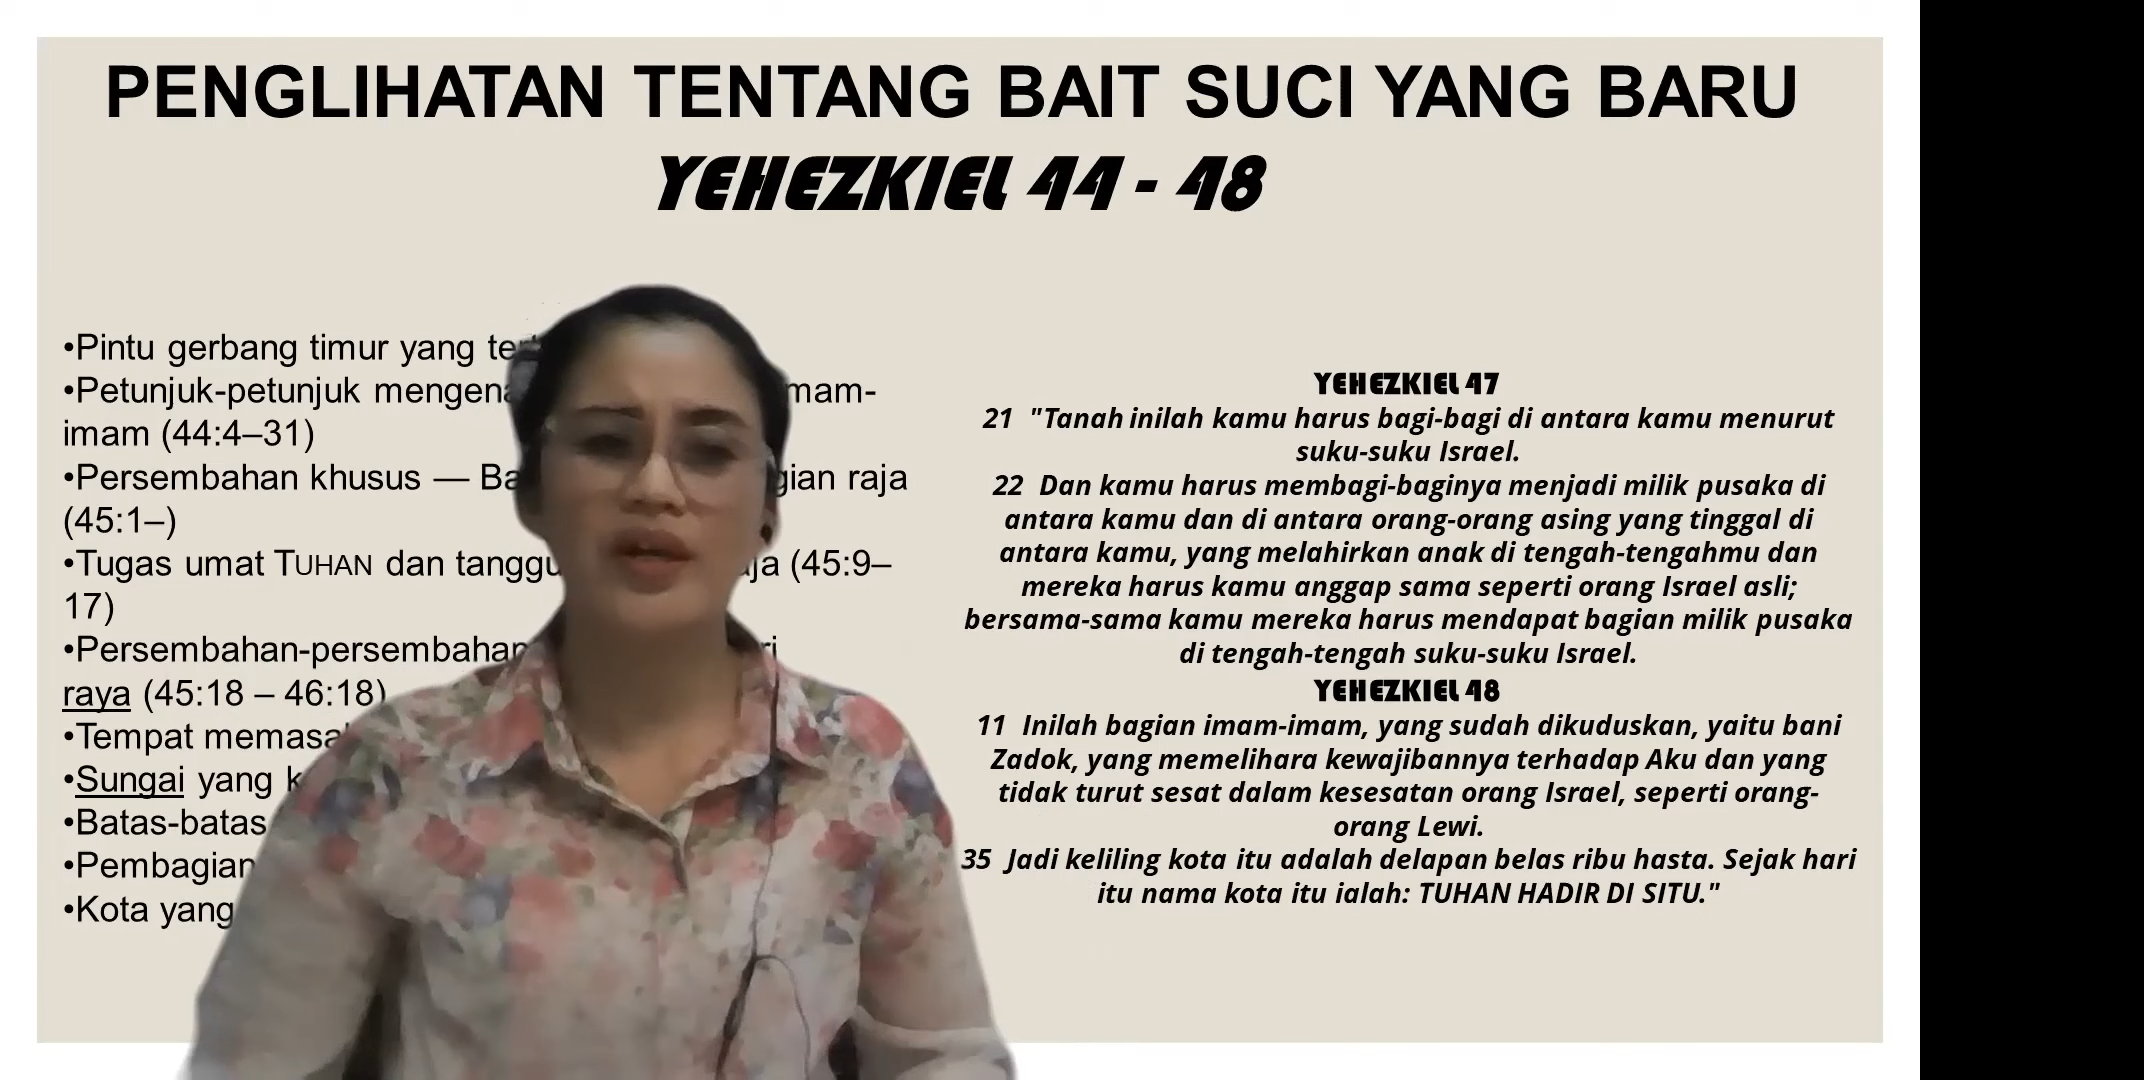 PENGLIHATAN TENTANG BAIT SUCI YANG BARU
YEHEZKIEL 44 - 48
•Pintu gerbang timur yang
•Petunjuk-petunjuk
imam (44:4–31)
•Persembahan khusus — raja
(45:1–)
•Tugas umat TUHAN dan (45:9–
17)
•Persembahan-persembahan
raya (45:18 – 46:18)
•Tempat
•Sungai yang
•Batas-batas
•Pembagian
•Kota yang
YEHEZKIEL 47
21 "Tanah inilah kamu harus bagi-bagi di antara kamu menurut
suku-suku Israel.
22 Dan kamu harus membagi-baginya menjadi milik pusaka di
antara kamu dan di antara orang-orang asing yang tinggal di
antara kamu, yang melahirkan anak di tengah-tengahmu dan
mereka harus kamu anggap sama seperti orang Israel asli;
bersama-sama kamu mereka harus mendapat bagian milik pusaka
di tengah-tengah suku-suku Israel.
YEHEZKIEL 48
11 Inilah bagian imam-imam, yang sudah dikuduskan, yaitu bani
Zadok, yang memelihara kewajibannya terhadap Aku dan yang
tidak turut sesat dalam kesesatan orang Israel, seperti orang-
orang Lewi.
35 Jadi keliling kota itu adalah delapan belas ribu hasta. Sejak hari
itu nama kota itu ialah: TUHAN HADIR DI SITU."